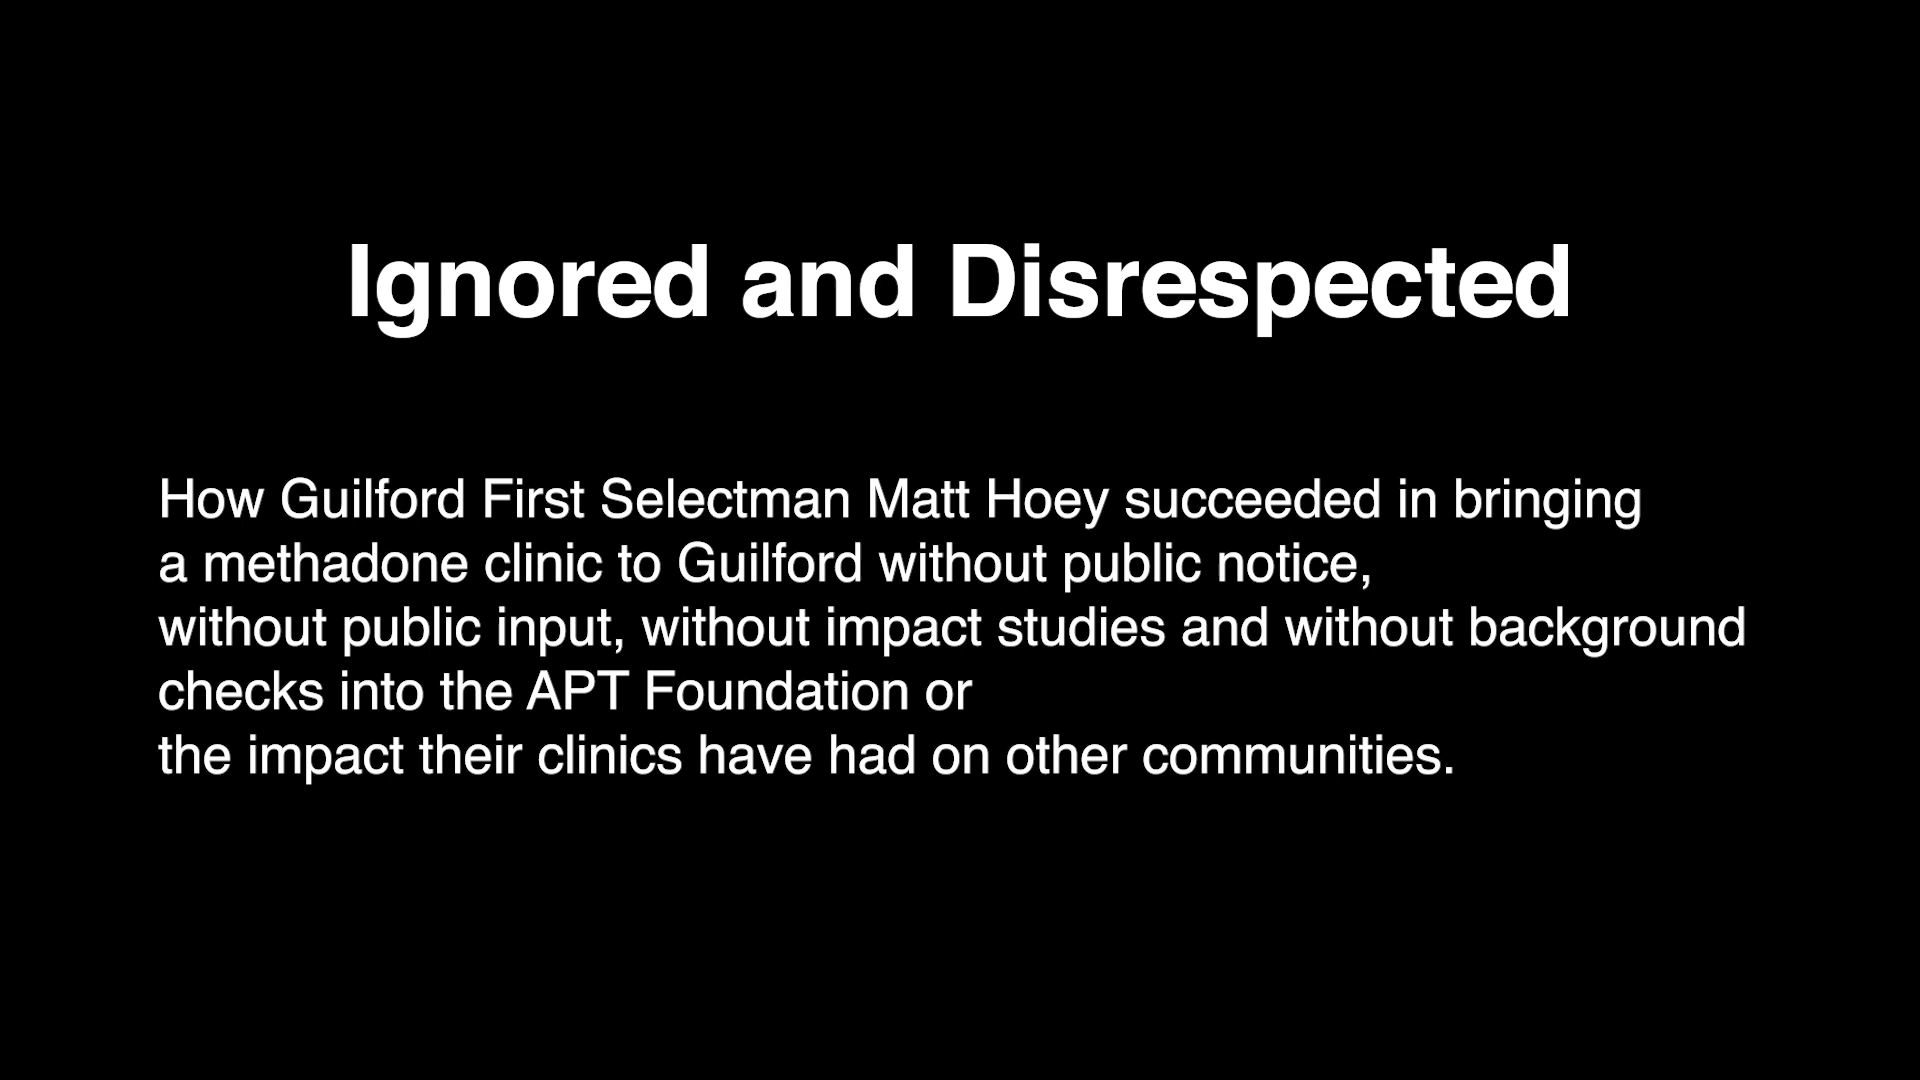 Ignored and Disrespected
How Guilford First Selectman Matt Hoey succeeded in bringing
a methadone clinic to Guilford without public notice,
without public input, without impact studies and without background
checks into the APT Foundation or
the impact their clinics have had on other communities.